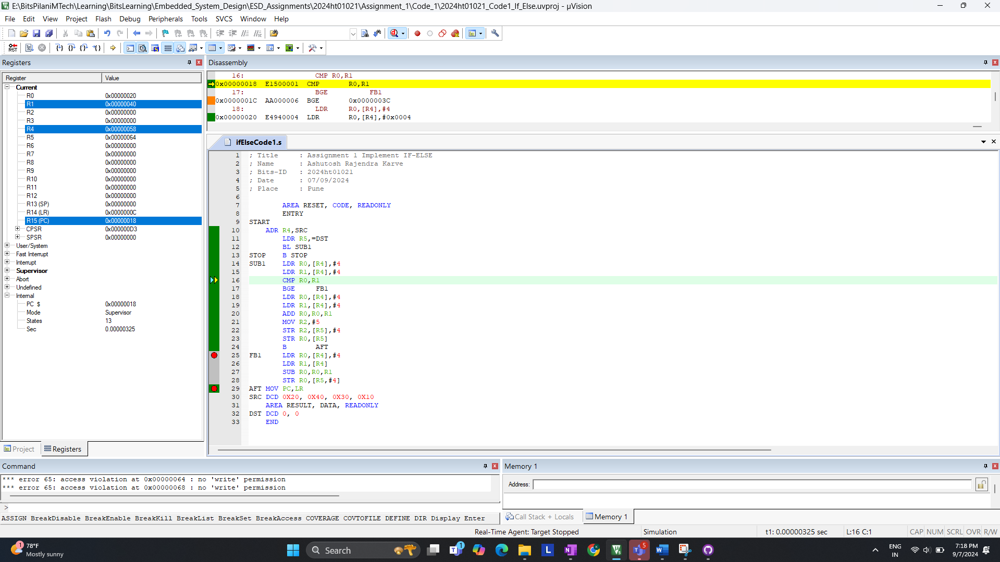 E:\BitsPilaniMTech\Learning\BitsLearning\Embedded_System_Design\ESD_Assignments\2024ht01021\Assignment_1\Code_1\2024ht01021_Code1_If_Else.uvproj - µVision
File Edit View Project Flash Debug Peripherals Tools SVCS Window Help
Registers
Register Value
Current
R0 0x00000020
R1 0x00000040
R2 0x00000000
R3 0x00000000
R4 0x00000058
R5 0x00000064
R6 0x00000000
R7 0x00000000
R8 0x00000000
R9 0x00000000
R10 0x00000000
R11 0x00000000
R12 0x00000000
R13 (SP) 0x00000000
R14 (LR) 0x0000000C
R15 (PC) 0x00000018
CPSR 0x000000D3
SPSR 0x00000000
User/System
Fast Interrupt
Interrupt
Supervisor
Abort
Undefined
Internal
PC $ 0x00000018
Mode Supervisor
States 13
Sec 0.00000325
Project Registers
Disassembly
16: CMP R0,R1
0x00000018 E1500001 CMP R0,R1
17: BGE FB1
0x0000001C AA000006 BGE 0x0000003C
18: LDR R0,[R4],#4
0x00000020 E4940004 LDR R0,[R4],#0x0004
ifElseCode1.s
1 ; Title : Assignment 1 Implement IF-ELSE
2 ; Name : Ashutosh Rajendra Karve
3 ; Bits-ID : 2024ht01021
4 ; Date : 07/09/2024
5 ; Place : Pune
6
7 AREA RESET, CODE, READONLY
8 ENTRY
9 START
10 ADR R4,SRC
11 LDR R5,=DST
12 BL SUB1
13 STOP B STOP
14 SUB1 LDR R0,[R4],#4
15 LDR R1,[R4],#4
16 CMP R0,R1
17 BGE FB1
18 LDR R0,[R4],#4
19 LDR R1,[R4],#4
20 ADD R0,R0,R1
21 MOV R2,#5
22 STR R2,[R5],#4
23 STR R0,[R5]
24 B AFT
25 FB1 LDR R0,[R4],#4
26 LDR R1,[R4]
27 SUB R0,R0,R1
28 STR R0,[R5,#4]
29 AFT MOV PC,LR
30 SRC DCD 0X20, 0X40, 0X30, 0X10
31 AREA RESULT, DATA, READONLY
32 DST DCD 0, 0
33 END
Command
*** error 65: access violation at 0x00000064 : no 'write' permission
*** error 65: access violation at 0x00000068 : no 'write' permission
>
ASSIGN BreakDisable BreakEnable BreakKill BreakList BreakSet BreakAccess COVERAGE COVTOFILE DEFINE DIR Display Enter
Memory 1
Address:
Call Stack + Locals Memory 1
Real-Time Agent: Target Stopped Simulation t1: 0.00000325 sec L:16 C:1 CAP NUM SCRL OVR R/W
1
78°F
Mostly sunny
Search
1
L
5
ENG
IN
7:18 PM
9/7/2024